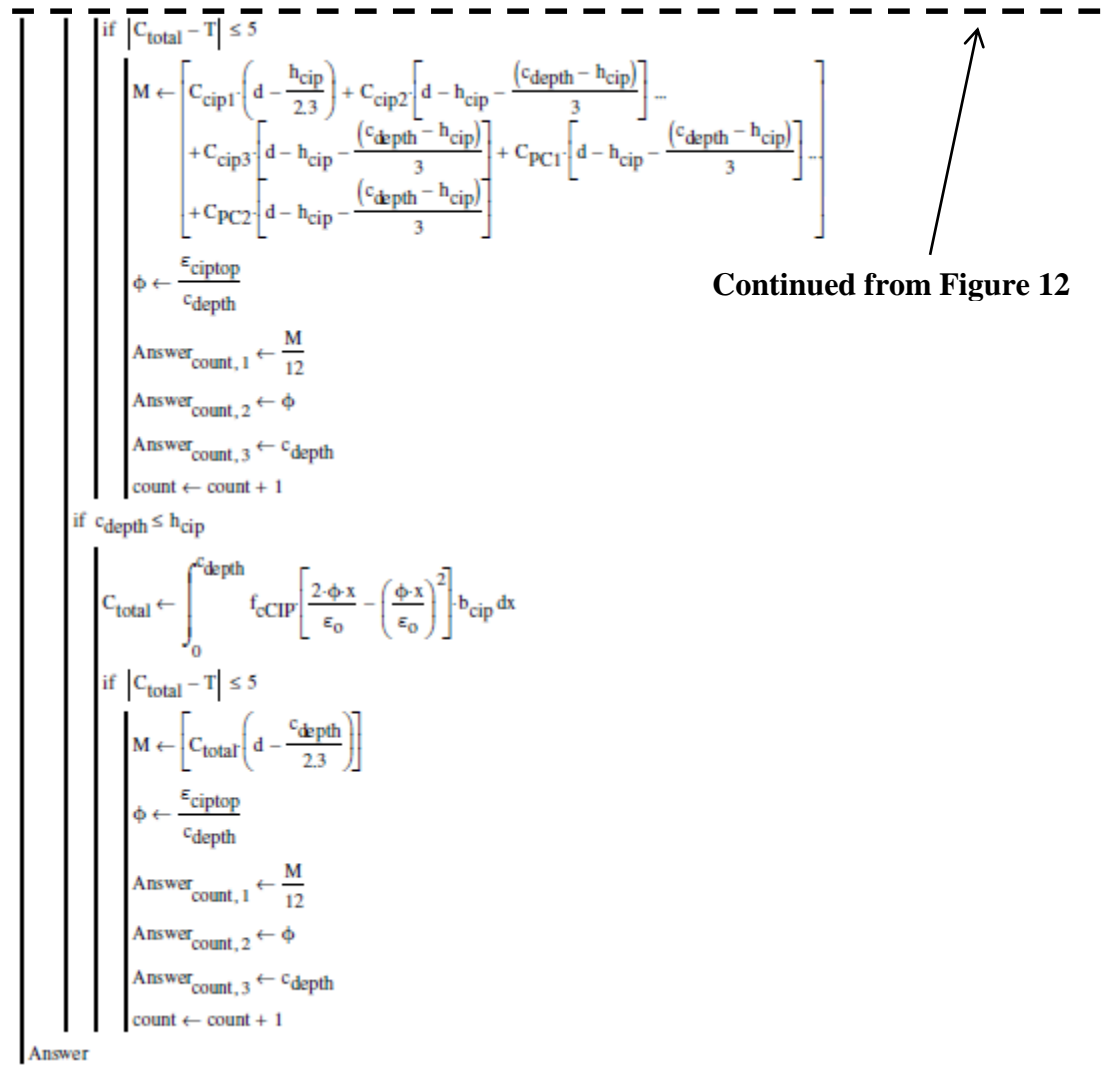 if |C_total − T| ≤ 5
M ← [C_cip1·(d − h_cip/2.3) + C_cip2·[d − h_cip − (c_depth − h_cip)/3] ...
+ C_cip3·[d − h_cip − (c_depth − h_cip)/3] + C_PC1·[d − h_cip − (c_depth − h_cip)/3] ...
+ C_PC2·[d − h_cip − (c_depth − h_cip)/3]]
ϕ ← ε_ciptop/c_depth
Continued from Figure 12
Answer_count,1 ← M/12
Answer_count,2 ← ϕ
Answer_count,3 ← c_depth
count ← count + 1
if c_depth ≤ h_cip
C_total ← ∫_0^c_depth f_cCIP·[2·ϕ·x/ε_o − (ϕ·x/ε_o)^2]·b_cip dx
if |C_total − T| ≤ 5
M ← [C_total·(d − c_depth/2.3)]
ϕ ← ε_ciptop/c_depth
Answer_count,1 ← M/12
Answer_count,2 ← ϕ
Answer_count,3 ← c_depth
count ← count + 1
Answer